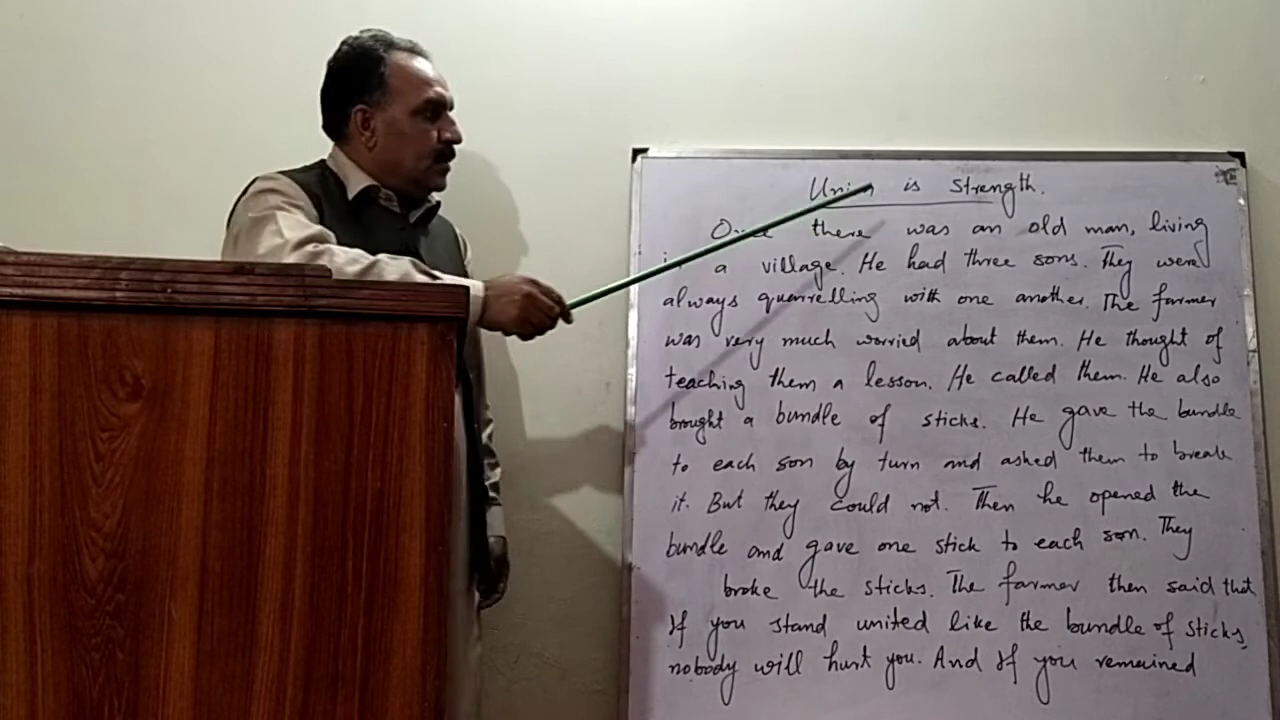 Union is Strength.
Once there was an old man, living
in a village. He had three sons. They were
always quarrelling with one another. The farmer
was very much worried about them. He thought of
teaching them a lesson. He called them. He also
brought a bundle of sticks. He gave the bundle
to each son by turn and asked them to break
it. But they could not. Then he opened the
bundle and gave one stick to each son. They
broke the sticks. The farmer then said that
If you stand united like the bundle of sticks,
nobody will hurt you. And If you remained